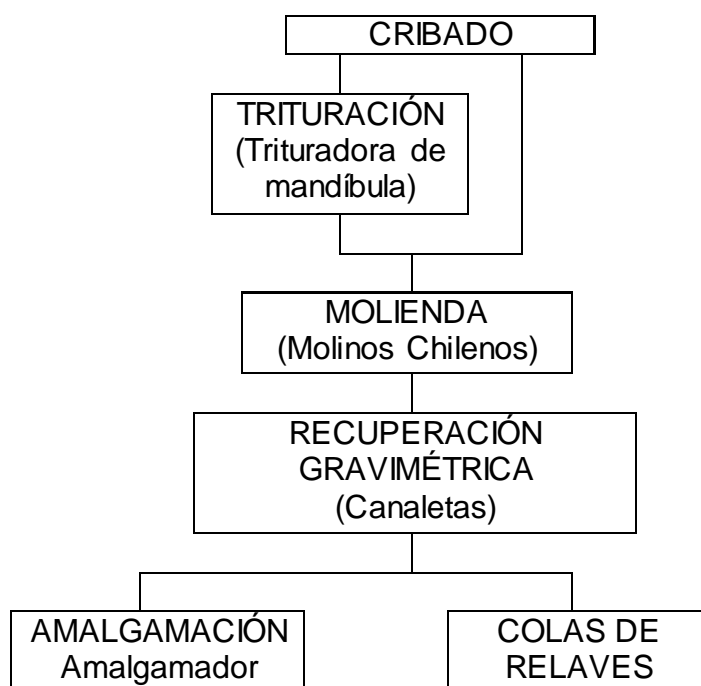 CRIBADO
TRITURACIÓN
(Trituradora de
mandíbula)
MOLIENDA
(Molinos Chilenos)
RECUPERACIÓN
GRAVIMÉTRICA
(Canaletas)
AMALGAMACIÓN
Amalgamador
COLAS DE
RELAVES